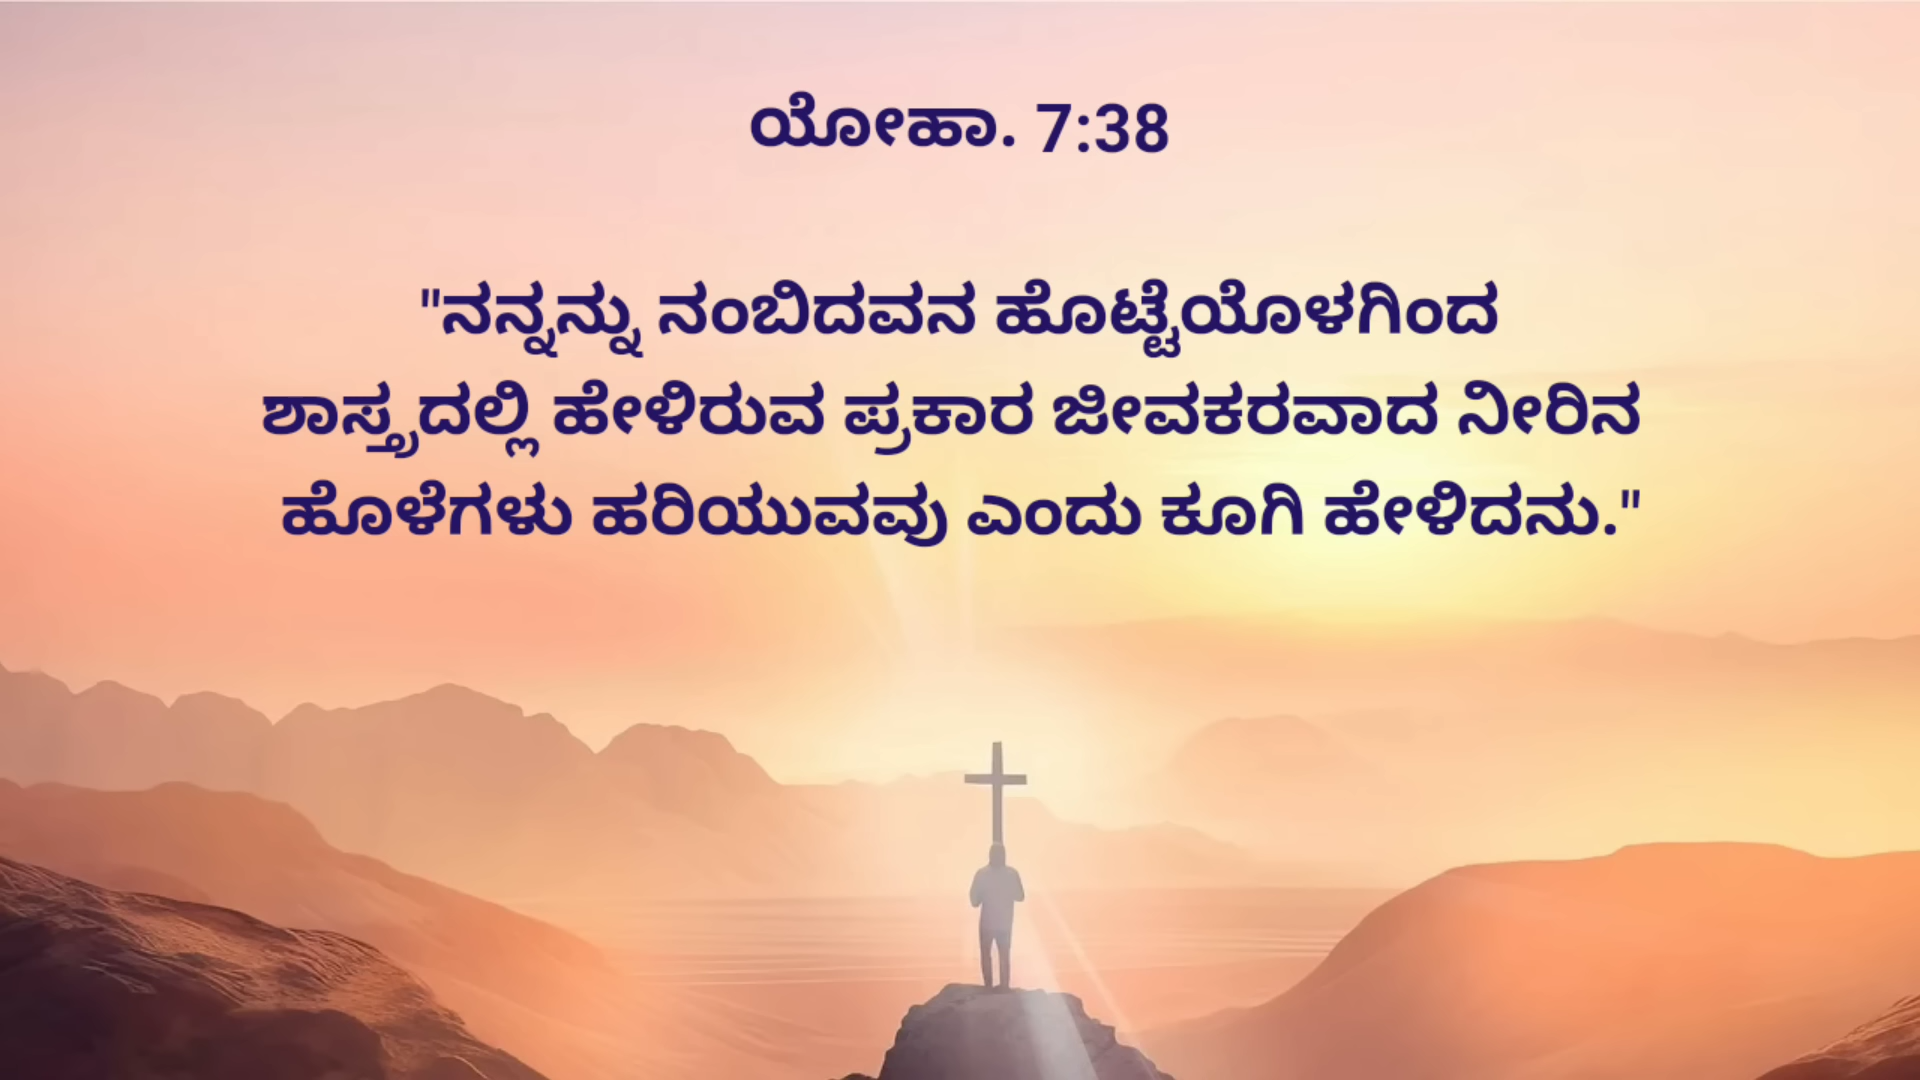 ಯೋಹಾ. 7:38
"ನನ್ನನ್ನು ನಂಬಿದವನ ಹೊಟ್ಟೆಯೊಳಗಿಂದ
ಶಾಸ್ತ್ರದಲ್ಲಿ ಹೇಳಿರುವ ಪ್ರಕಾರ ಜೀವಕರವಾದ ನೀರಿನ
ಹೊಳೆಗಳು ಹರಿಯುವವು ಎಂದು ಕೂಗಿ ಹೇಳಿದನು."